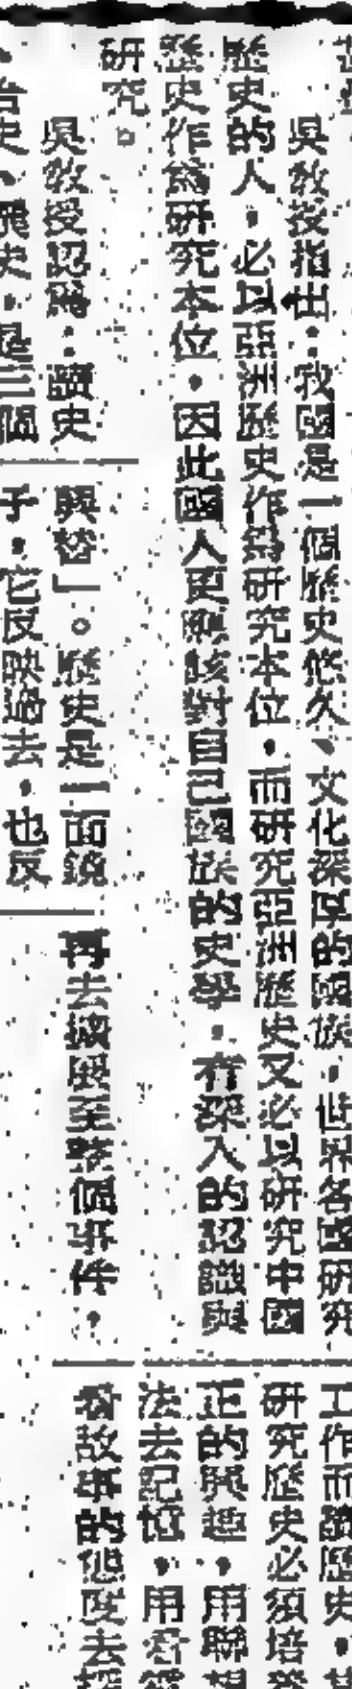 吳教授指出：我國是一個歷史悠久、文化深厚的國族，世界各國研究
歷史的人，必以亞洲歷史作為研究本位，而研究亞洲歷史又必以研究中國
歷史作為研究本位，因此國人更應該對自己國族的史學，有深入的認識與
研究。
吳教授認為：讀史
治史、  史，是三個
興替」。歷史是一面鏡
子，它反映過去，也反
再去擴展至整個事件，
工作而讀歷史，
研究歷史必須培養
正的興趣，用聯想
法去記憶，用看
看故事的態度去